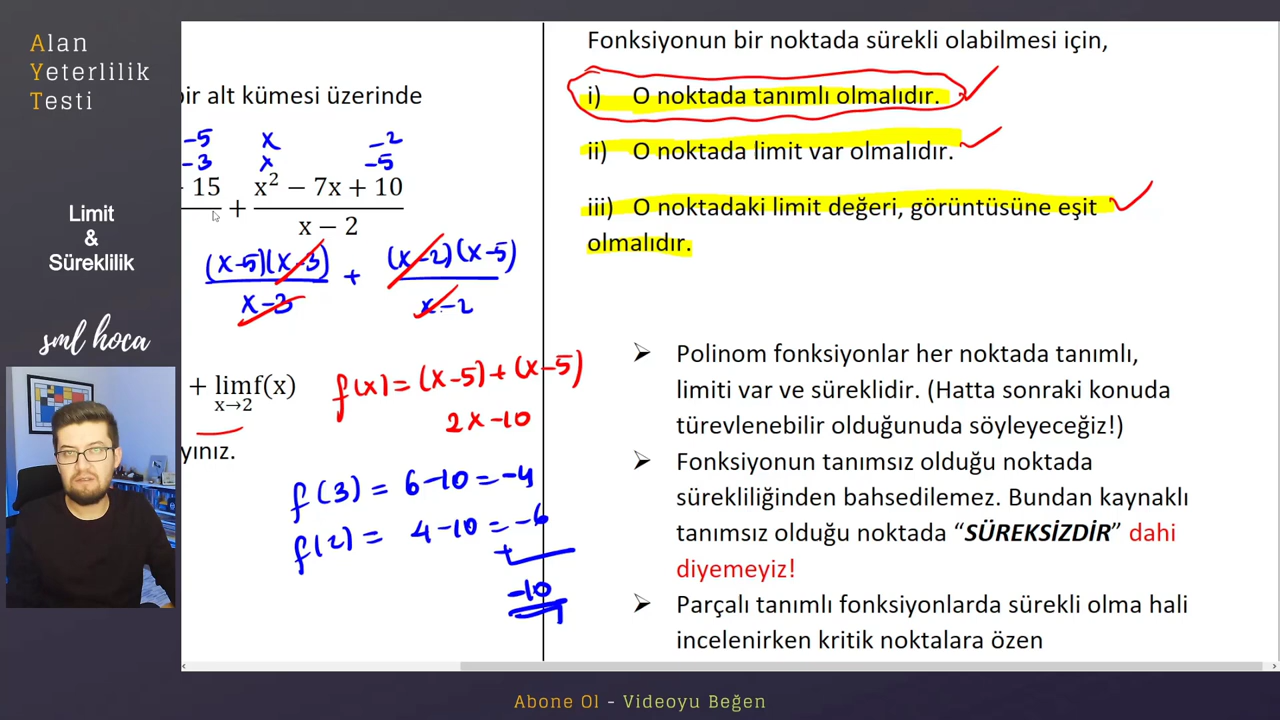 Alan
Yeterlilik
Testi
Limit
&
Süreklilik
sml hoca
bir alt kümesi üzerinde
-5 x -2
-3 x -5
- 15 + x² − 7x + 10
x − 2
(x-5)(x-3) + (x-2)(x-5)
x-3 x-2
+ limf(x)
x→2
yınız.
f(x) = (x-5) + (x-5)
2x-10
f(3) = 6-10 = -4
f(2) = 4-10 = -6
+
-10
Fonksiyonun bir noktada sürekli olabilmesi için,
i) O noktada tanımlı olmalıdır.
ii) O noktada limit var olmalıdır.
iii) O noktadaki limit değeri, görüntüsüne eşit
olmalıdır.
➢ Polinom fonksiyonlar her noktada tanımlı,
limiti var ve süreklidir. (Hatta sonraki konuda
türevlenebilir olduğunuda söyleyeceğiz!)
➢ Fonksiyonun tanımsız olduğu noktada
sürekliliğinden bahsedilemez. Bundan kaynaklı
tanımsız olduğu noktada “SÜREKSİZDİR” dahi
diyemeyiz!
➢ Parçalı tanımlı fonksiyonlarda sürekli olma hali
incelenirken kritik noktalara özen
Abone Ol - Videoyu Beğen